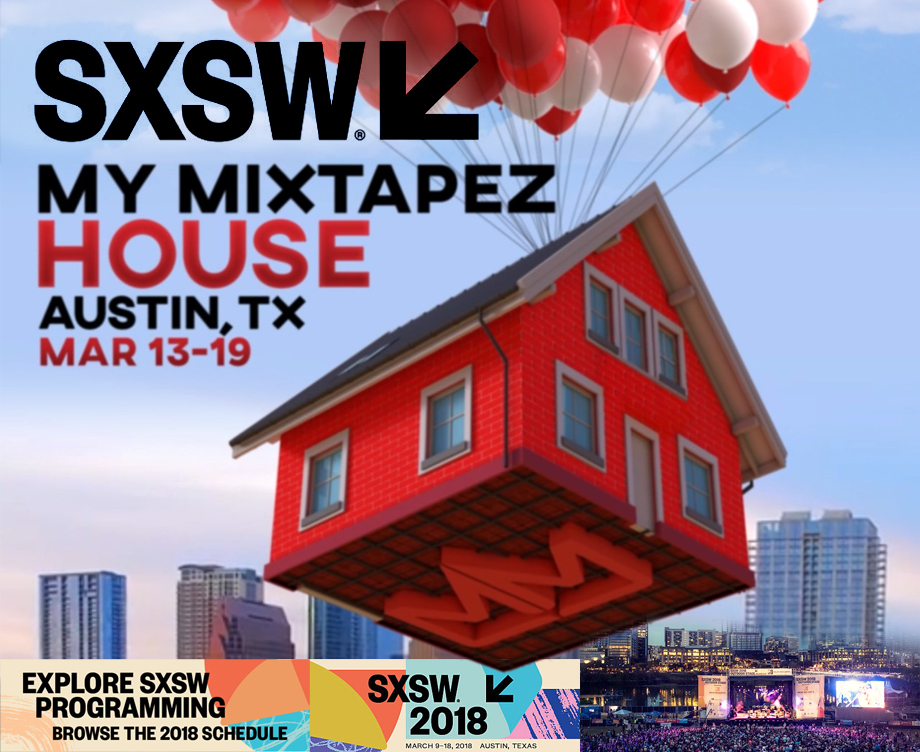 SXSW®
MY MIXTAPEZ
HOUSE
AUSTIN, TX
MAR 13-19
EXPLORE SXSW
PROGRAMMING
BROWSE THE 2018 SCHEDULE
SXSW.
2018
MARCH 9-18, 2018 AUSTIN, TEXAS